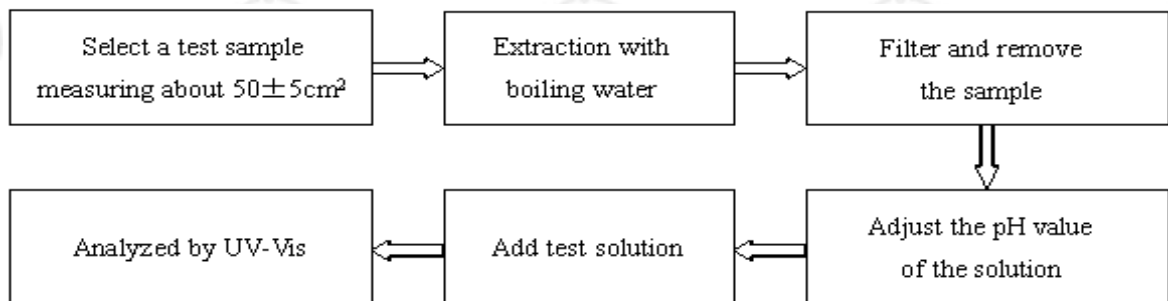 Select a test sample
measuring about 50±5cm²
Extraction with
boiling water
Filter and remove
the sample
Adjust the pH value
of the solution
Add test solution
Analyzed by UV-Vis